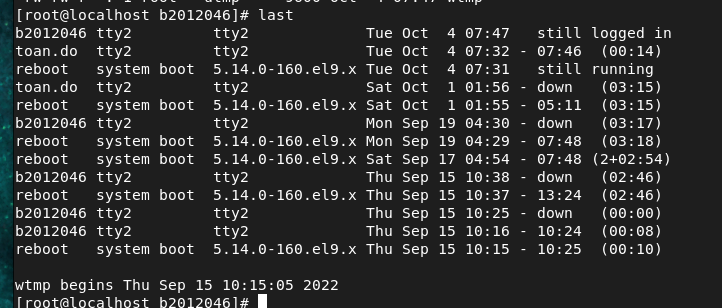 [root@localhost b2012046]# last
b2012046 tty2         tty2             Tue Oct  4 07:47   still logged in
toan.do  tty2         tty2             Tue Oct  4 07:32 - 07:46  (00:14)
reboot   system boot  5.14.0-160.el9.x Tue Oct  4 07:31   still running
toan.do  tty2         tty2             Sat Oct  1 01:56 - down   (03:15)
reboot   system boot  5.14.0-160.el9.x Sat Oct  1 01:55 - 05:11  (03:15)
b2012046 tty2         tty2             Mon Sep 19 04:30 - down   (03:17)
reboot   system boot  5.14.0-160.el9.x Mon Sep 19 04:29 - 07:48  (03:18)
reboot   system boot  5.14.0-160.el9.x Sat Sep 17 04:54 - 07:48 (2+02:54)
b2012046 tty2         tty2             Thu Sep 15 10:38 - down   (02:46)
reboot   system boot  5.14.0-160.el9.x Thu Sep 15 10:37 - 13:24  (02:46)
b2012046 tty2         tty2             Thu Sep 15 10:25 - down   (00:00)
b2012046 tty2         tty2             Thu Sep 15 10:16 - 10:24  (00:08)
reboot   system boot  5.14.0-160.el9.x Thu Sep 15 10:15 - 10:25  (00:10)
wtmp begins Thu Sep 15 10:15:05 2022
[root@localhost b2012046]#